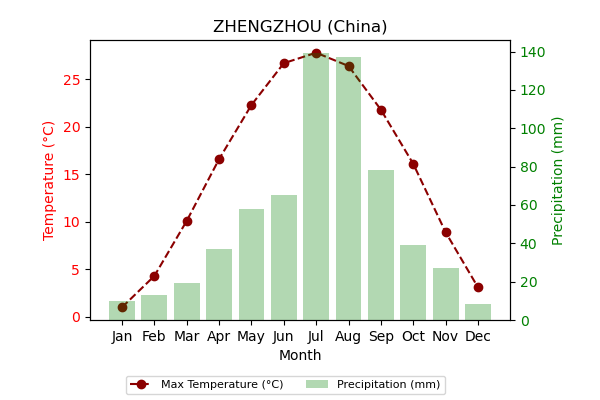 ZHENGZHOU (China)
Temperature (°C)
25
20
15
10
5
0
140
120
100
80
60
40
20
0
Precipitation (mm)
Jan Feb Mar Apr May Jun Jul Aug Sep Oct Nov Dec
Month
Max Temperature (°C) Precipitation (mm)